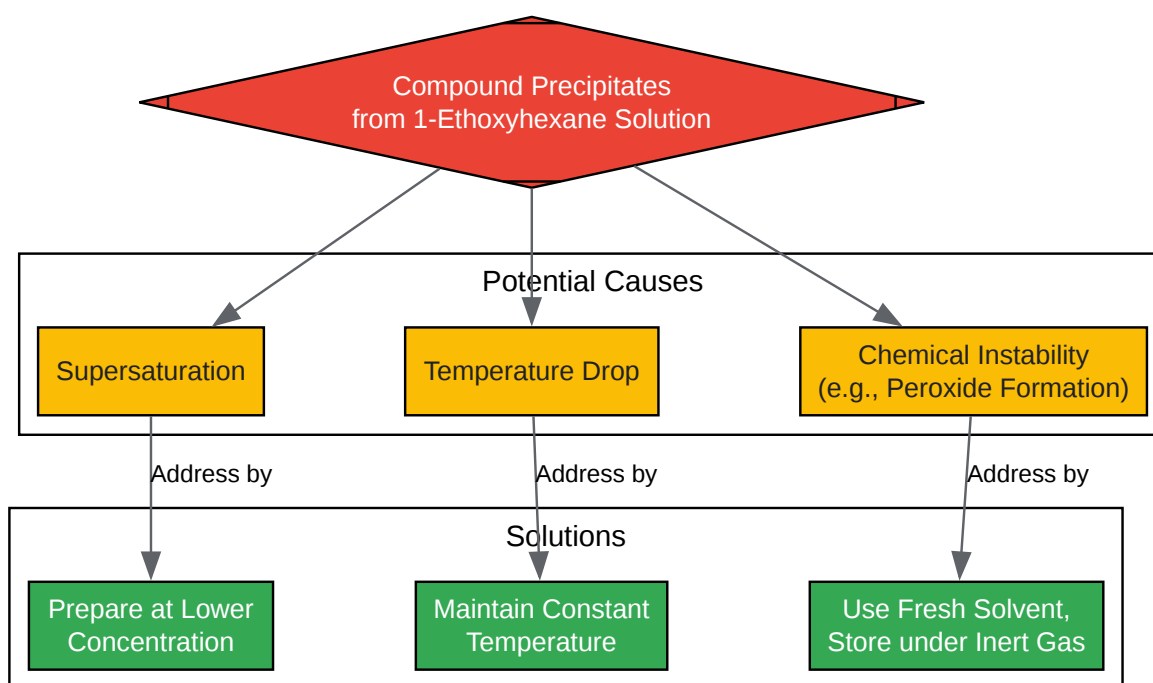 Compound Precipitates
from 1-Ethoxyhexane Solution
Potential Causes
Supersaturation
Temperature Drop
Chemical Instability
(e.g., Peroxide Formation)
Address by
Address by
Address by
Solutions
Prepare at Lower
Concentration
Maintain Constant
Temperature
Use Fresh Solvent,
Store under Inert Gas